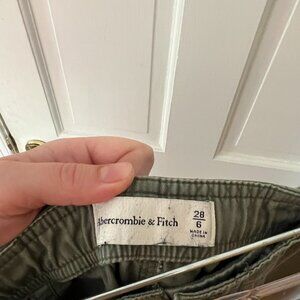 Abercrombie & Fitch
28
6
MADE IN
CHINA